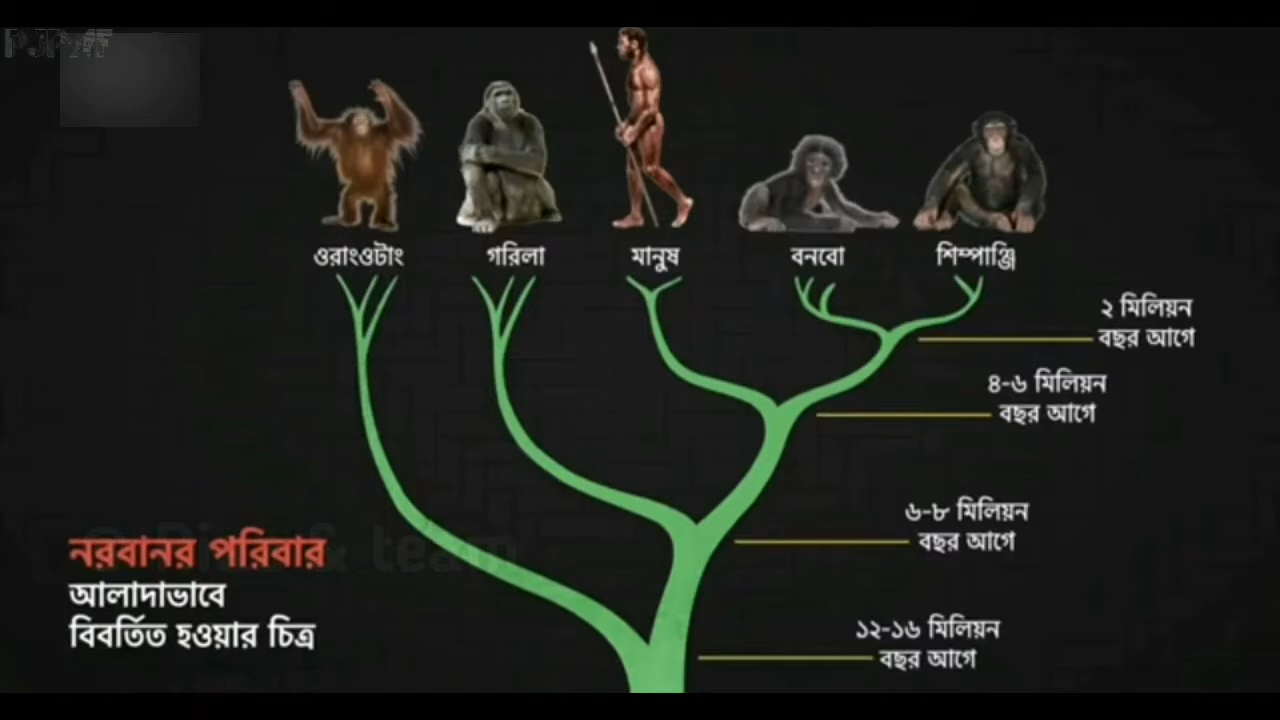 ওরাংওটাং
গরিলা
মানুষ
বনবো
শিম্পাঞ্জি
২ মিলিয়ন
বছর আগে
৪-৬ মিলিয়ন
বছর আগে
৬-৮ মিলিয়ন
বছর আগে
১২-১৬ মিলিয়ন
বছর আগে
নরবানর পরিবার
আলাদাভাবে
বিবর্তিত হওয়ার চিত্র
& team